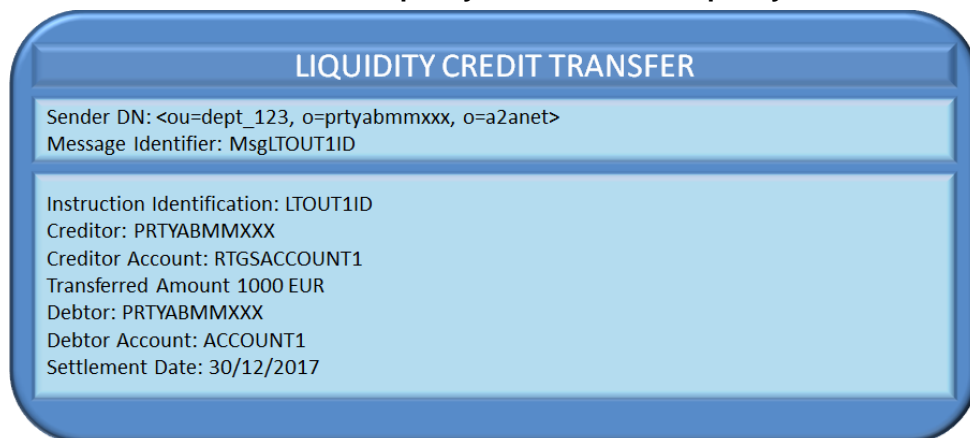 LIQUIDITY CREDIT TRANSFER
Sender DN: <ou=dept_123, o=prtyabmmxxx, o=a2anet>
Message Identifier: MsgLTOUT1ID
Instruction Identification: LTOUT1ID
Creditor: PRTYABMMXXX
Creditor Account: RTGSACCOUNT1
Transferred Amount 1000 EUR
Debtor: PRTYABMMXXX
Debtor Account: ACCOUNT1
Settlement Date: 30/12/2017